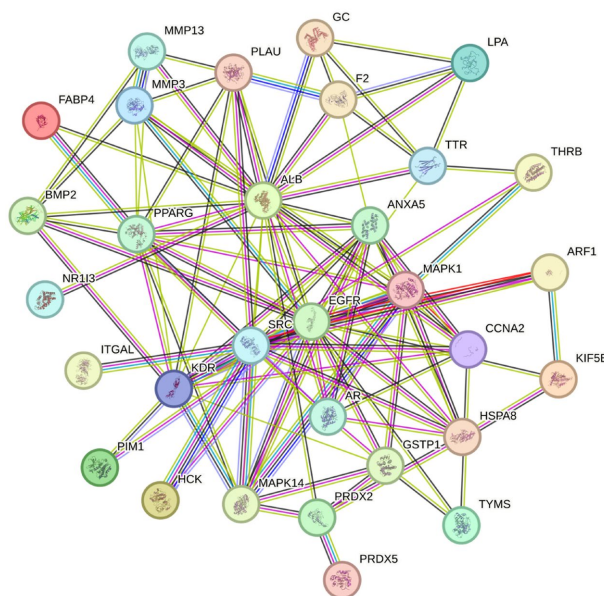 MMP13
GC
LPA
PLAU
MMP3
F2
FABP4
TTR
THRB
ALB
BMP2
PPARG
ANXA5
NR1I3
MAPK1
ARF1
EGFR
SRC
CCNA2
ITGAL
KDR
KIF5B
AR
HSPA8
GSTP1
PIM1
HCK
MAPK14
PRDX2
TYMS
PRDX5